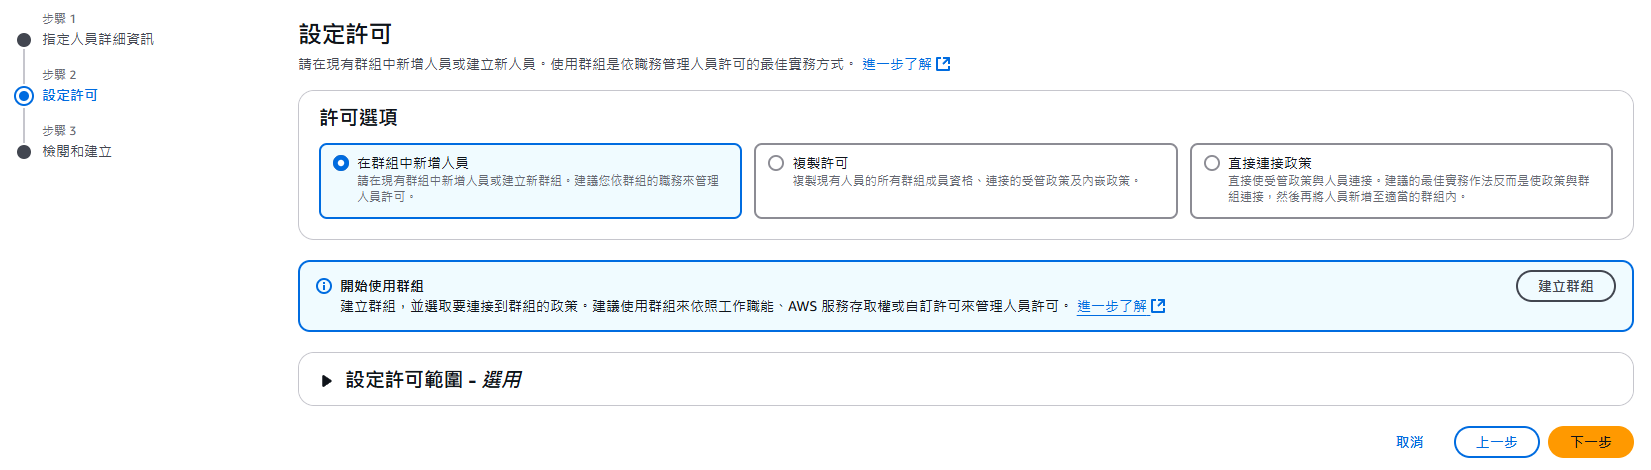 步驟 1
指定人員詳細資訊
步驟 2
設定許可
步驟 3
檢閱和建立
設定許可
請在現有群組中新增人員或建立新人員。使用群組是依職務管理人員許可的最佳實務方式。 進一步了解
許可選項
在群組中新增人員
請在現有群組中新增人員或建立新群組。建議您依群組的職務來管理
人員許可。
複製許可
複製現有人員的所有群組成員資格、連接的受管政策及內嵌政策。
直接連接政策
直接使受管政策與人員連接。建議的最佳實務作法反而是使政策與群
組連接，然後再將人員新增至適當的群組內。
開始使用群組
建立群組，並選取要連接到群組的政策。建議使用群組來依照工作職能、AWS 服務存取權或自訂許可來管理人員許可。 進一步了解
建立群組
設定許可範圍 - 選用
取消
上一步
下一步